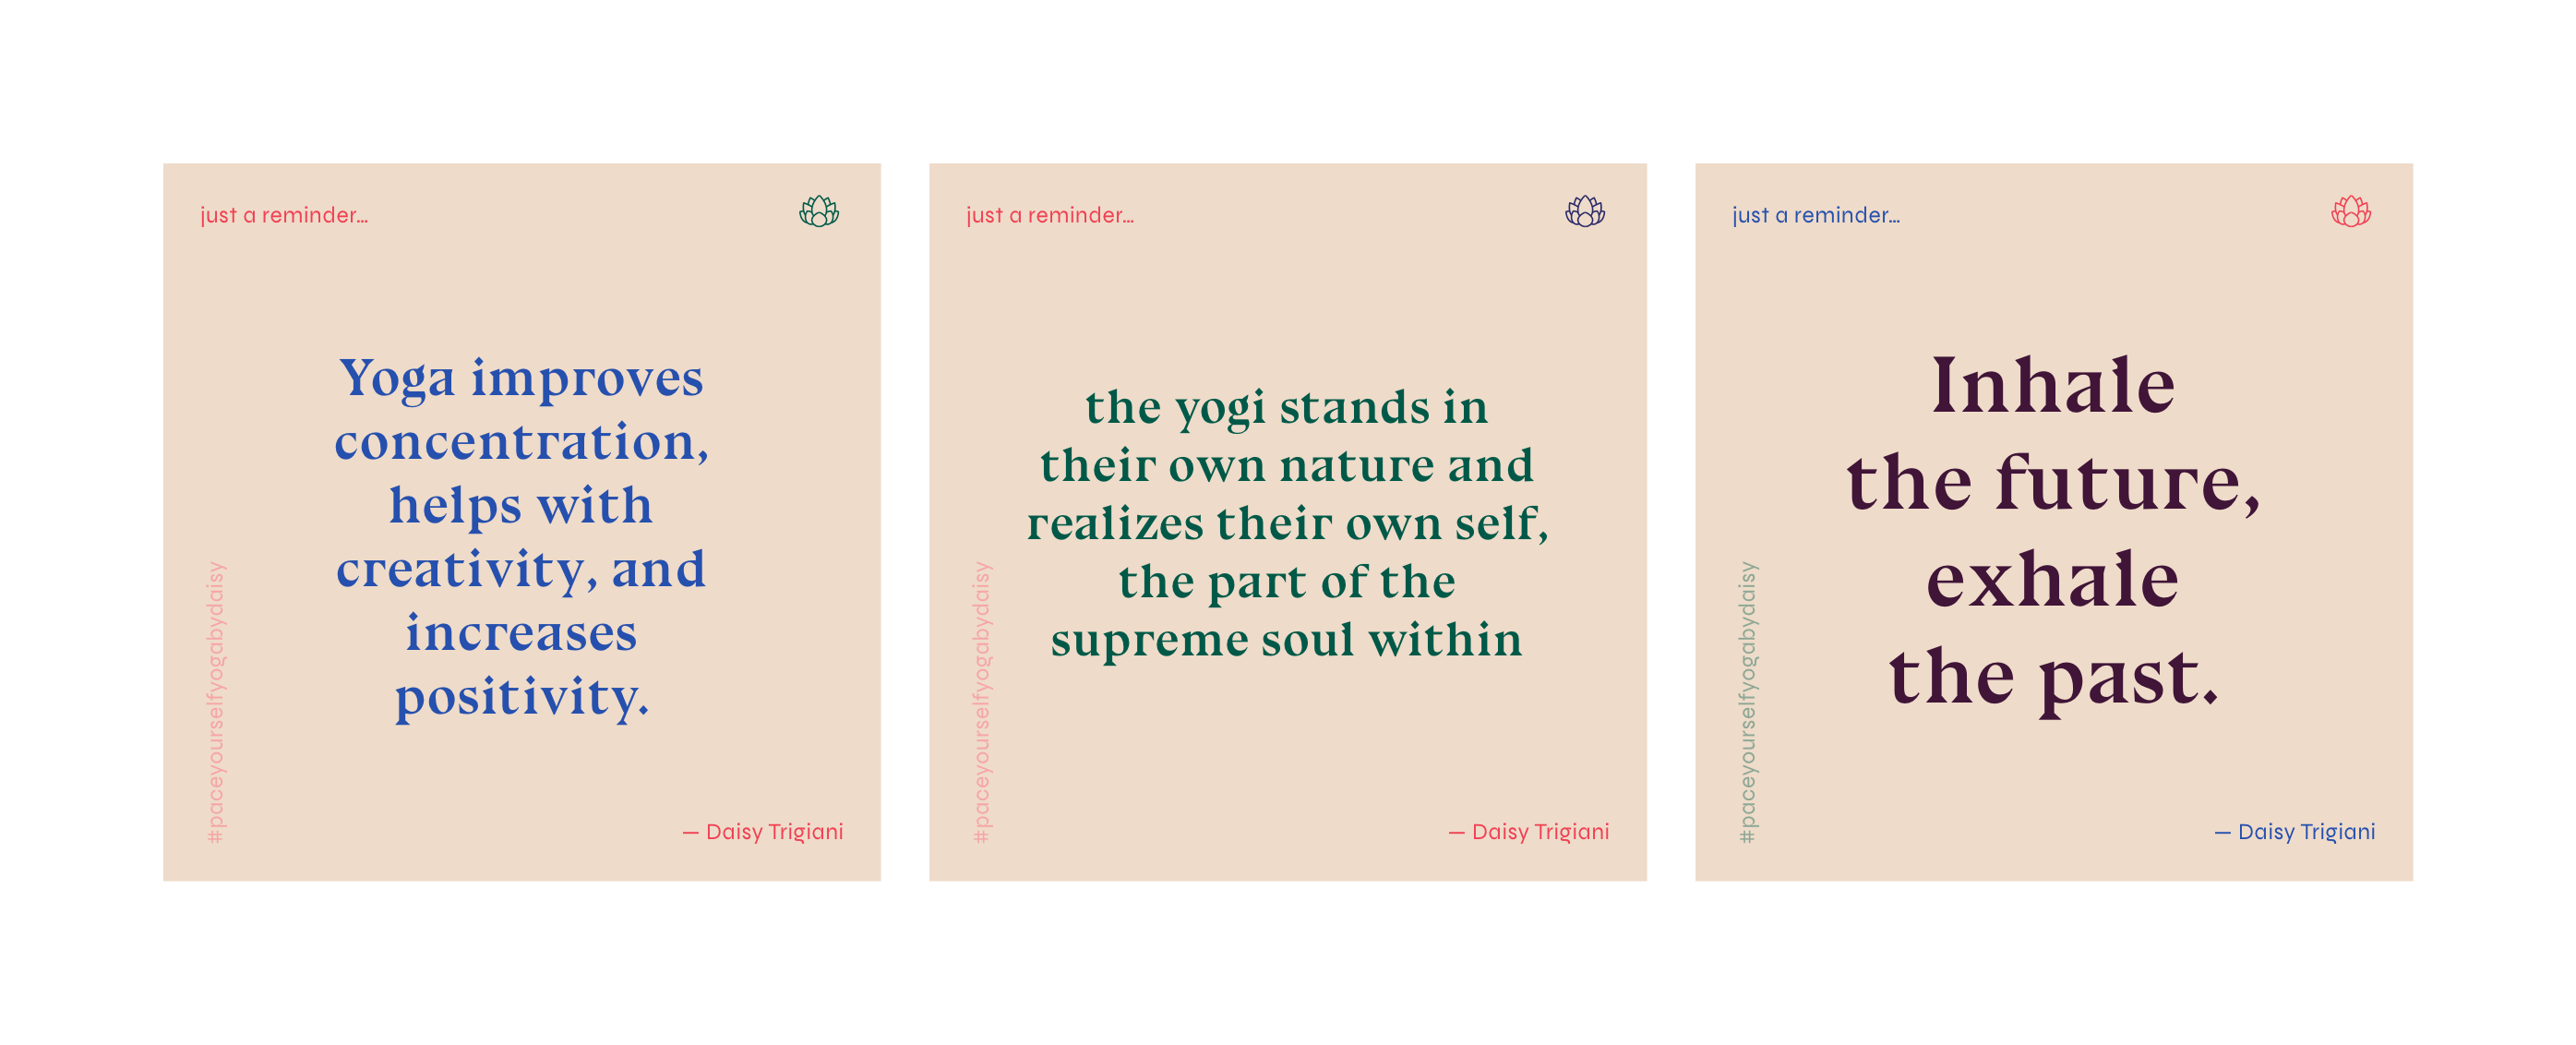 just a reminder...
Yoga improves
concentration,
helps with
creativity, and
increases
positivity.
#paceyourselfyogabydaisy
— Daisy Trigiani
just a reminder...
the yogi stands in
their own nature and
realizes their own self,
the part of the
supreme soul within
#paceyourselfyogabydaisy
— Daisy Trigiani
just a reminder...
Inhale
the future,
exhale
the past.
#paceyourselfyogabydaisy
— Daisy Trigiani